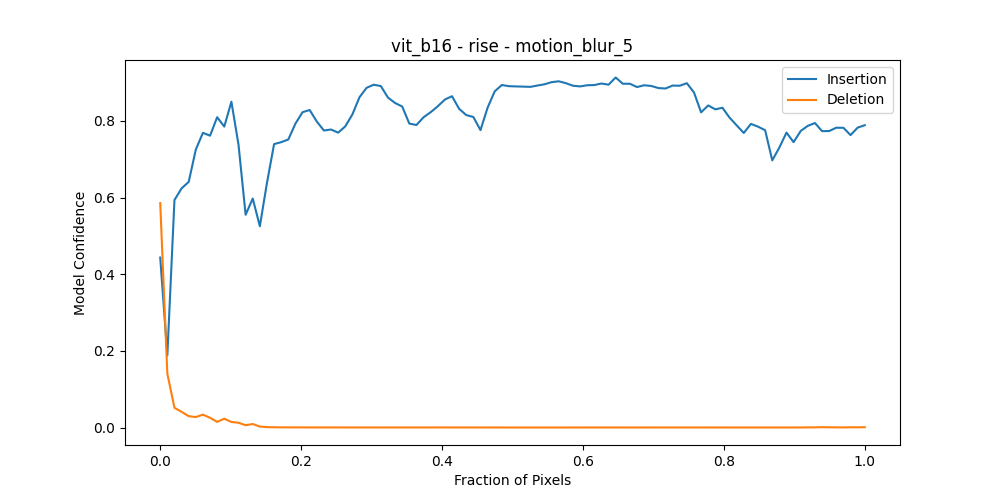 vit_b16 - rise - motion_blur_5
Insertion
Deletion
Model Confidence
0.8
0.6
0.4
0.2
0.0
0.0 0.2 0.4 0.6 0.8 1.0
Fraction of Pixels